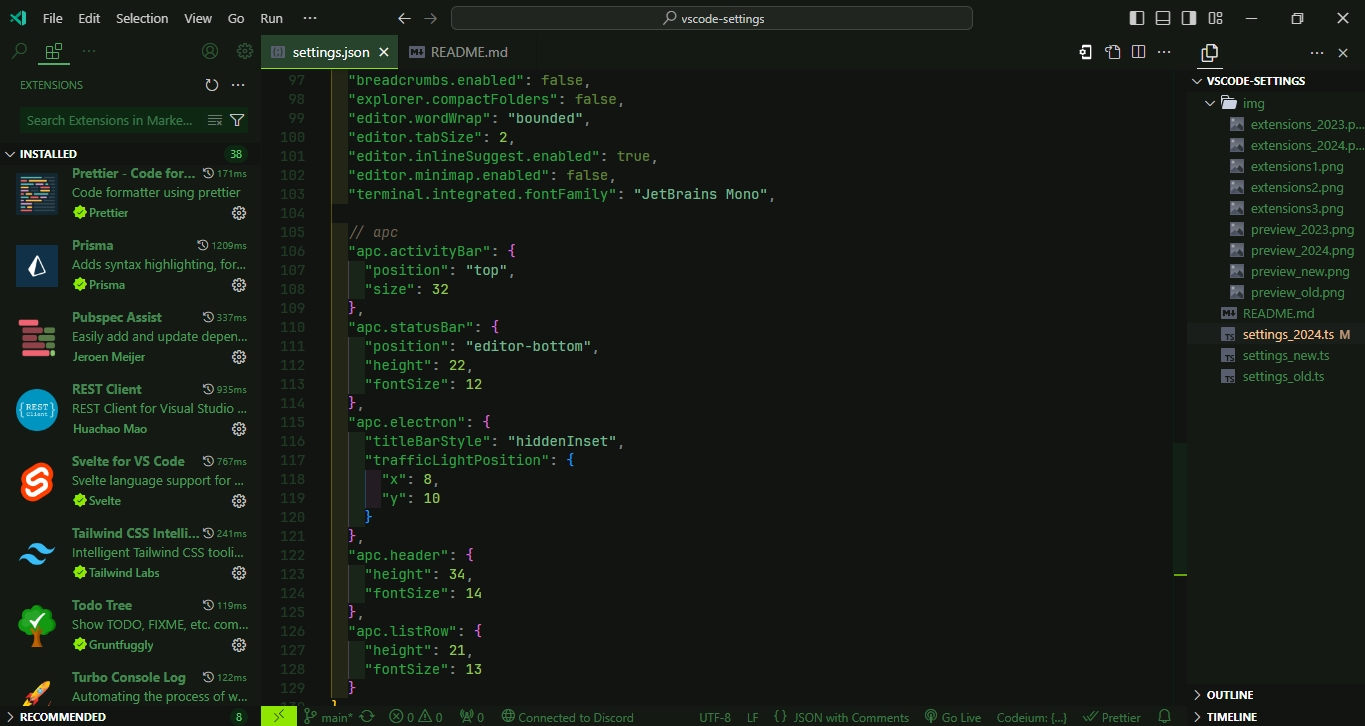 File Edit Selection View Go Run ···
vscode-settings
EXTENSIONS
Search Extensions in Marke...
INSTALLED 38
Prettier - Code for... 171ms
Code formatter using prettier
Prettier
Prisma 1209ms
Adds syntax highlighting, for...
Prisma
Pubspec Assist 337ms
Easily add and update depen...
Jeroen Meijer
REST Client 935ms
{REST}
Client
REST Client for Visual Studio ...
Huachao Mao
Svelte for VS Code 767ms
Svelte language support for ...
Svelte
Tailwind CSS Intelli... 241ms
Intelligent Tailwind CSS tooli...
Tailwind Labs
Todo Tree 119ms
Show TODO, FIXME, etc. com...
Gruntfuggly
Turbo Console Log 122ms
Automating the process of w...
RECOMMENDED 8
settings.json README.md
97 "breadcrumbs.enabled": false,
98 "explorer.compactFolders": false,
99 "editor.wordWrap": "bounded",
100 "editor.tabSize": 2,
101 "editor.inlineSuggest.enabled": true,
102 "editor.minimap.enabled": false,
103 "terminal.integrated.fontFamily": "JetBrains Mono",
104
105 // apc
106 "apc.activityBar": {
107 "position": "top",
108 "size": 32
109 },
110 "apc.statusBar": {
111 "position": "editor-bottom",
112 "height": 22,
113 "fontSize": 12
114 },
115 "apc.electron": {
116 "titleBarStyle": "hiddenInset",
117 "trafficLightPosition": {
118 "x": 8,
119 "y": 10
120 }
121 },
122 "apc.header": {
123 "height": 34,
124 "fontSize": 14
125 },
126 "apc.listRow": {
127 "height": 21,
128 "fontSize": 13
129 }
main* 0 0 0 Connected to Discord UTF-8 LF {} JSON with Comments Go Live Codeium: {...} Prettier
VSCODE-SETTINGS
img
extensions_2023.p...
extensions_2024.p...
extensions1.png
extensions2.png
extensions3.png
preview_2023.png
preview_2024.png
preview_new.png
preview_old.png
README.md
settings_2024.ts M
settings_new.ts
settings_old.ts
OUTLINE
TIMELINE